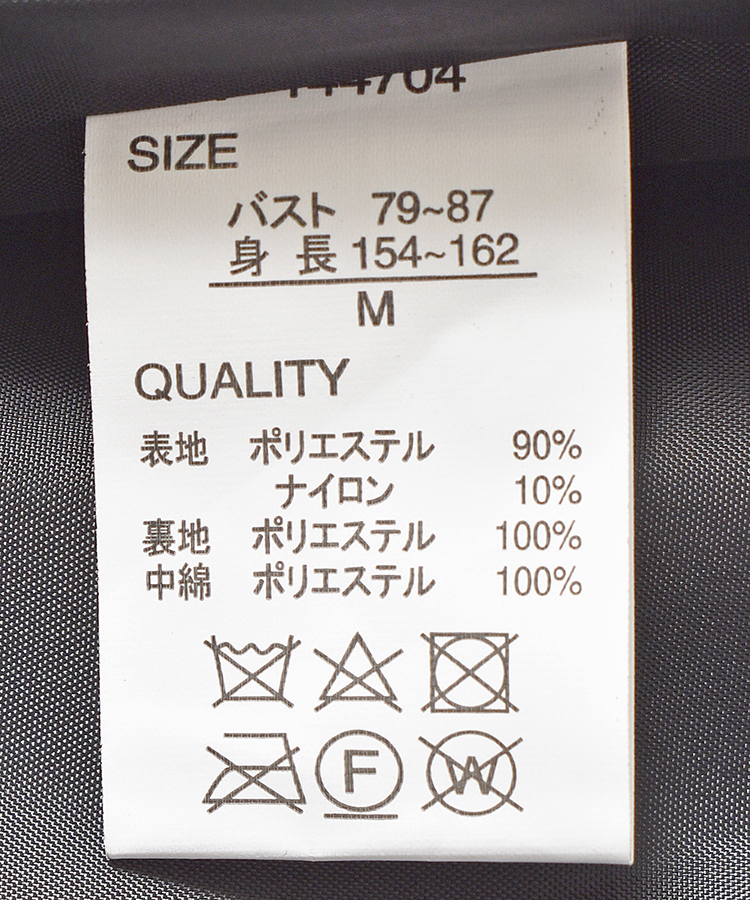 SIZE
バスト 79~87
身長 154~162
M
QUALITY
表地 ポリエステル 90%
ナイロン 10%
裏地 ポリエステル 100%
中綿 ポリエステル 100%
F W